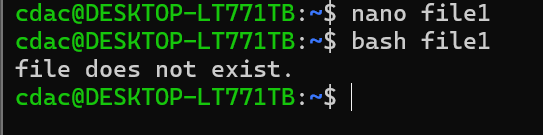 cdac@DESKTOP-LT771TB:~$ nano file1
cdac@DESKTOP-LT771TB:~$ bash file1
file does not exist.
cdac@DESKTOP-LT771TB:~$